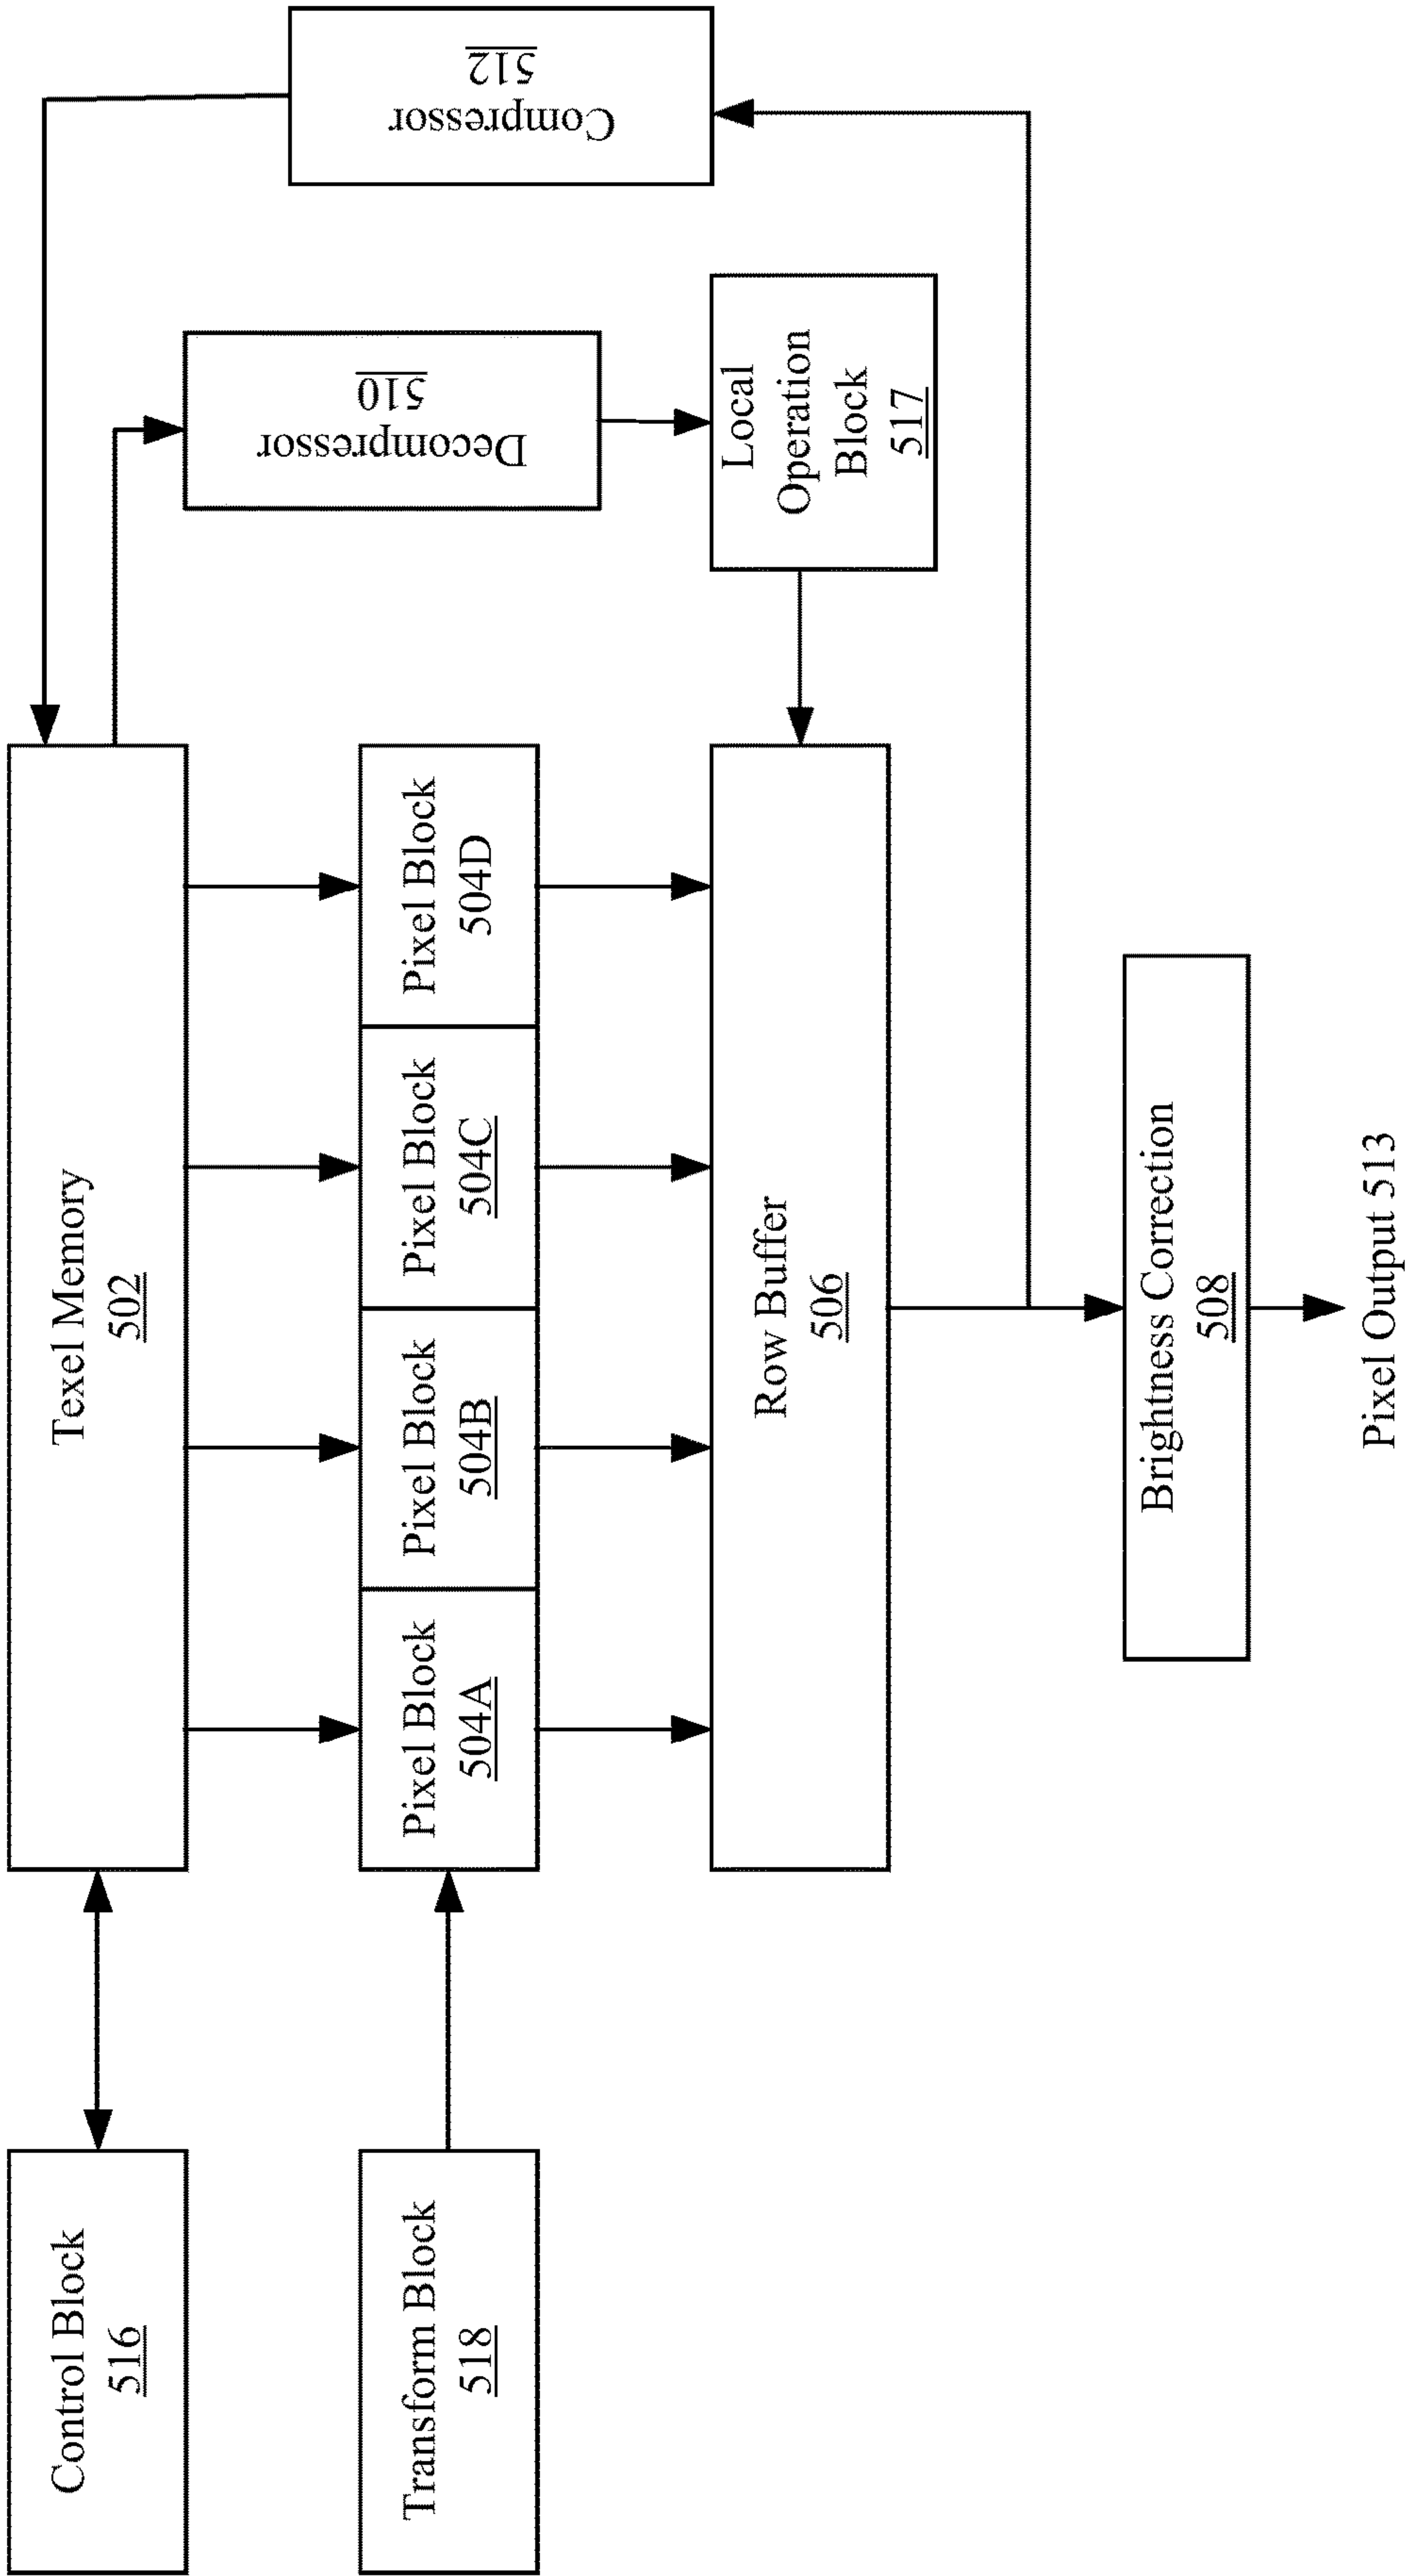 Control Block
516
Texel Memory
502
Transform Block
518
Pixel Block
504A
Pixel Block
504B
Pixel Block
504C
Pixel Block
504D
Decompressor
510
Compressor
512
Row Buffer
506
Local
Operation
Block
517
Brightness Correction
508
Pixel Output 513